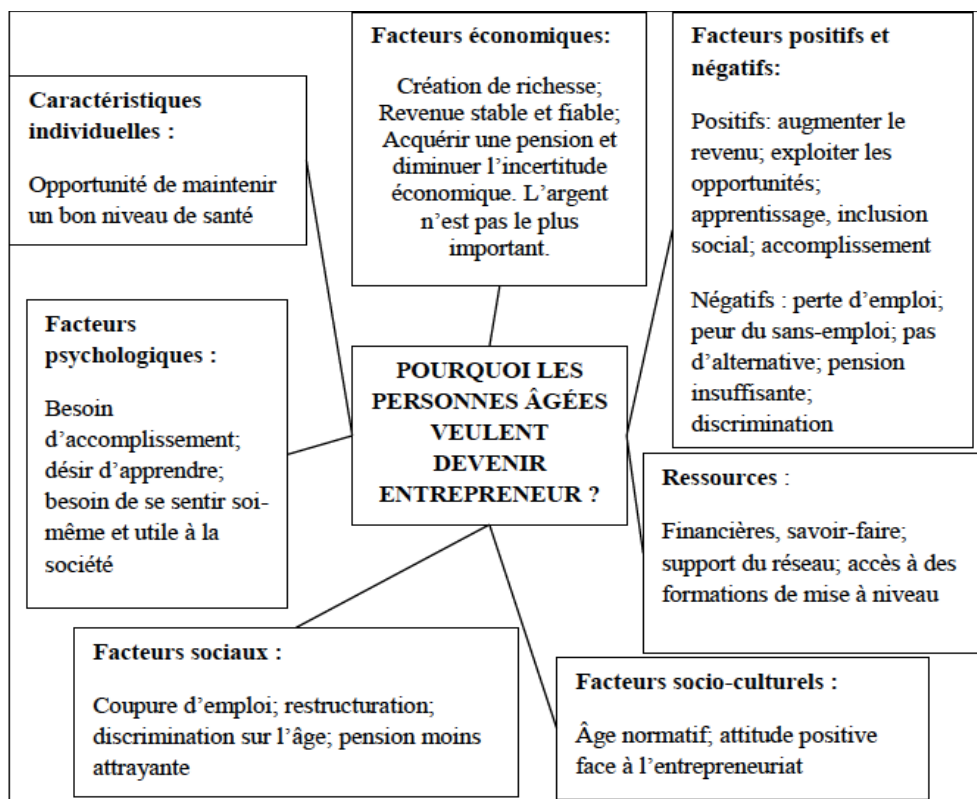 Caractéristiques
individuelles :
Opportunité de maintenir
un bon niveau de santé
Facteurs économiques:
Création de richesse;
Revenue stable et fiable;
Acquérir une pension et
diminuer l’incertitude
économique. L’argent
n’est pas le plus
important.
Facteurs positifs et
négatifs:
Positifs: augmenter le
revenu; exploiter les
opportunités;
apprentissage, inclusion
social; accomplissement
Négatifs : perte d’emploi;
peur du sans-emploi; pas
d’alternative; pension
insuffisante;
discrimination
Facteurs
psychologiques :
Besoin
d’accomplissement;
désir d’apprendre;
besoin de se sentir soi-
même et utile à la
société
POURQUOI LES
PERSONNES ÂGÉES
VEULENT
DEVENIR
ENTREPRENEUR ?
Ressources :
Financières, savoir-faire;
support du réseau; accès à des
formations de mise à niveau
Facteurs sociaux :
Coupure d’emploi; restructuration;
discrimination sur l’âge; pension moins
attrayante
Facteurs socio-culturels :
Âge normatif; attitude positive
face à l’entrepreneuriat